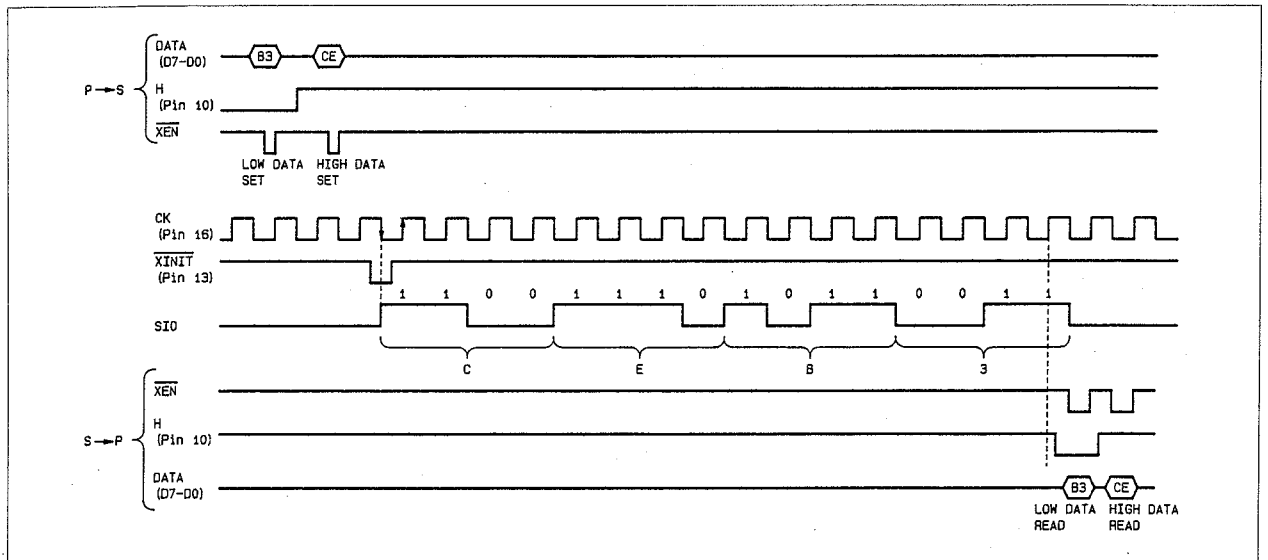 DATA
(D7-D0)
B3 CE
P→S
H
(Pin 10)
XEN
LOW DATA HIGH DATA
SET SET
CK
(Pin 16)
XINIT
(Pin 13)
1 1 0 0 1 1 1 0 1 0 1 1 0 0 1 1
SIO
C E B 3
XEN
S→P
H
(Pin 10)
DATA
(D7-D0)
B3 CE
LOW DATA HIGH DATA
READ READ